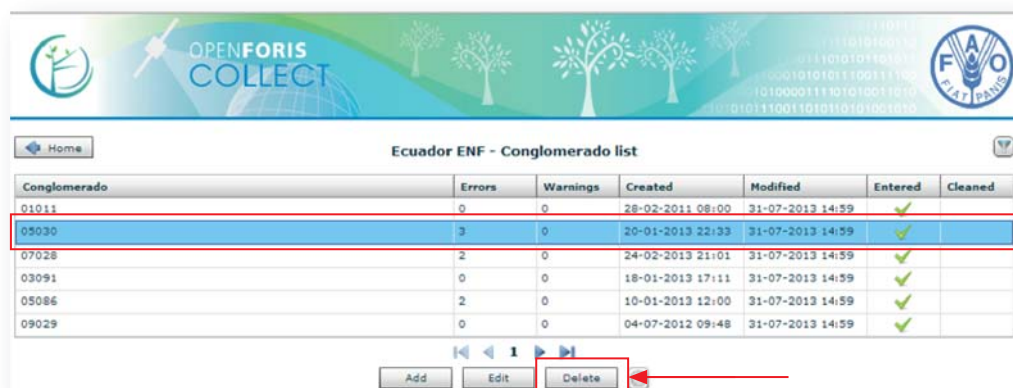 OPENFORIS
COLLECT
F A O
FIAT PANIS
Home
Ecuador ENF - Conglomerado list
Conglomerado Errors Warnings Created Modified Entered Cleaned
01011 0 0 28-02-2011 08:00 31-07-2013 14:59
05030 3 0 20-01-2013 22:33 31-07-2013 14:59
07028 2 0 24-02-2013 21:01 31-07-2013 14:59
03091 0 0 18-01-2013 17:11 31-07-2013 14:59
05086 2 0 10-01-2013 12:00 31-07-2013 14:59
09029 0 0 04-07-2012 09:48 31-07-2013 14:59
1
Add Edit Delete